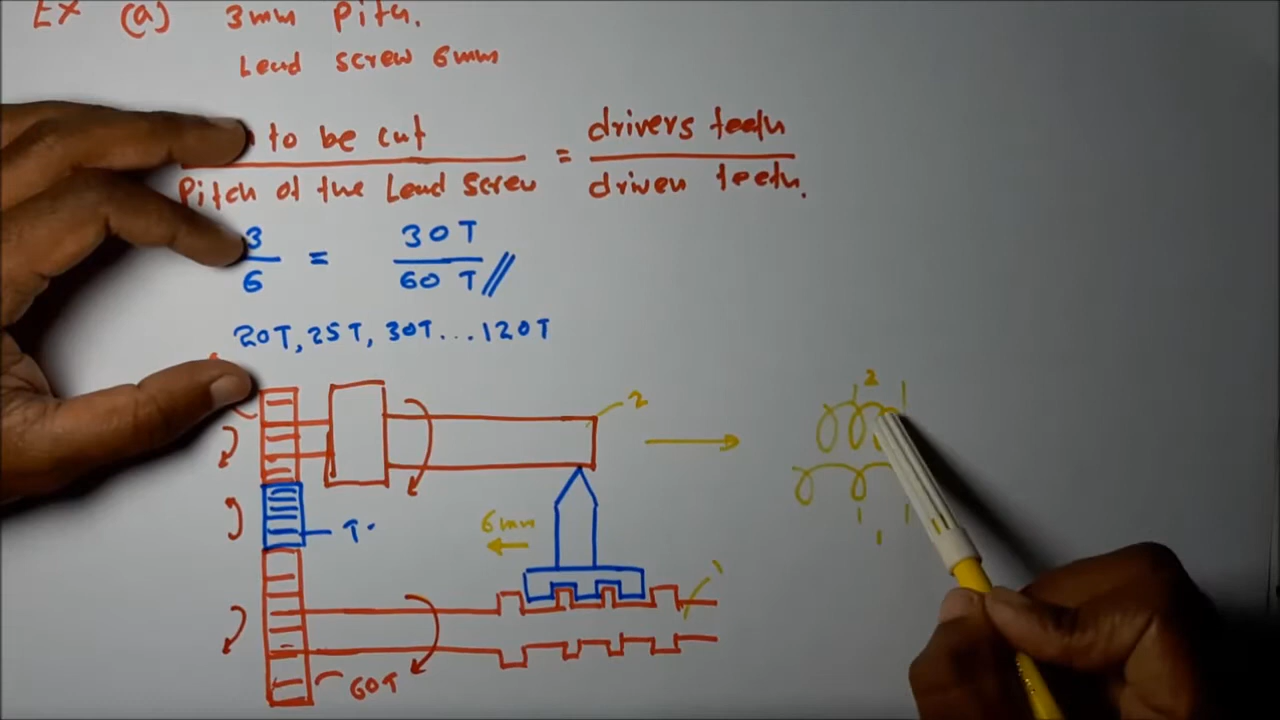 EX (a) 3mm Pitch.
Lead screw 6mm
to be cut = drivers teeth
Pitch of the Lead Screw driven teeth.
3 = 30T
6 60 T //
20T, 25T, 30T...120T
2
2
T.
6mm
1
1
60T